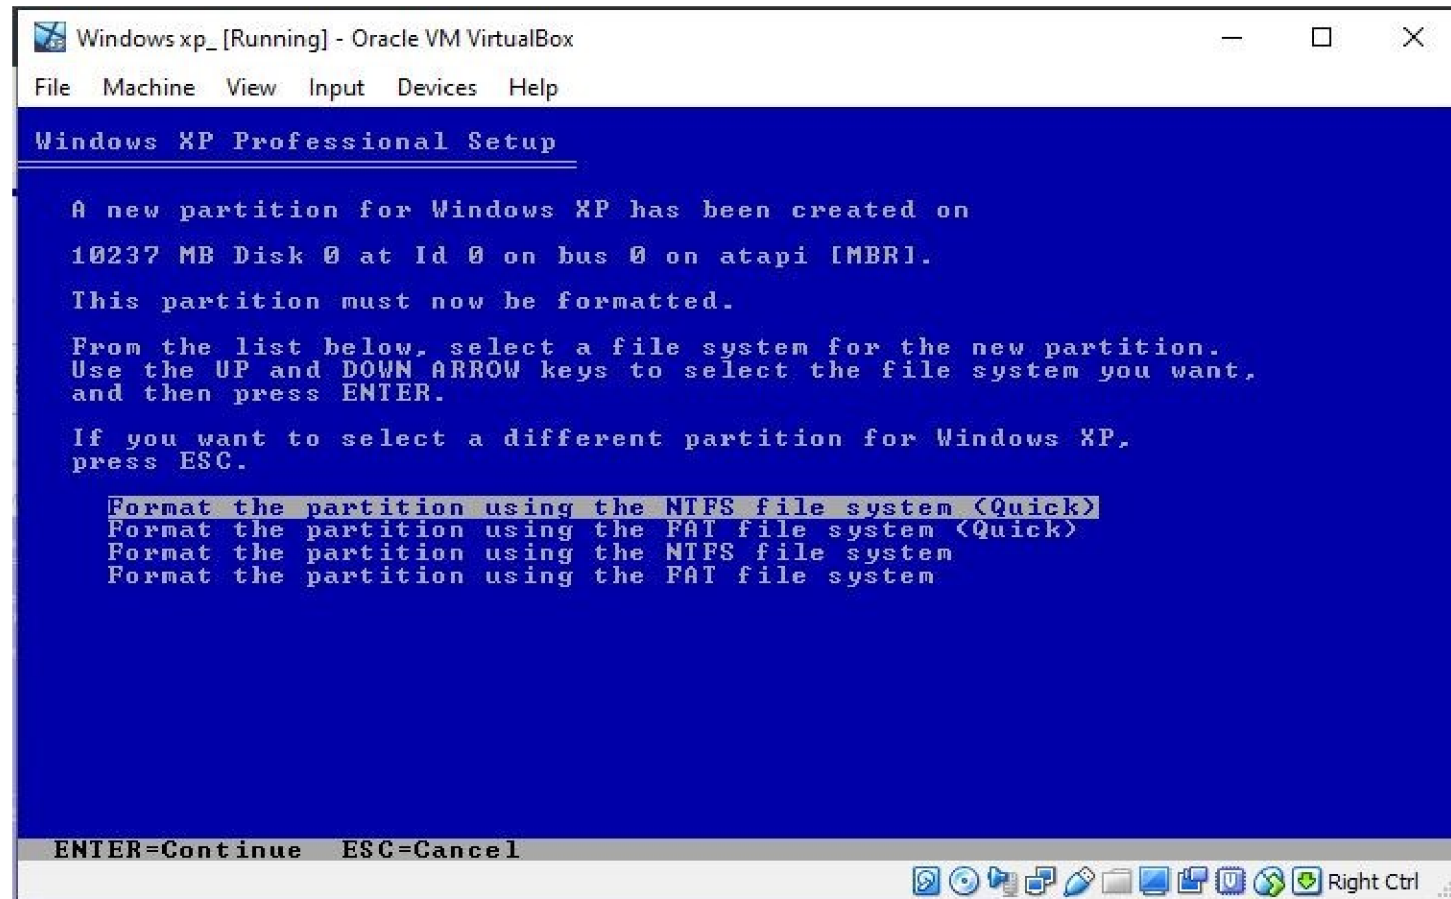 Windows xp_ [Running] - Oracle VM VirtualBox
File Machine View Input Devices Help
Windows XP Professional Setup
A new partition for Windows XP has been created on
10237 MB Disk 0 at Id 0 on bus 0 on atapi [MBR].
This partition must now be formatted.
From the list below, select a file system for the new partition.
Use the UP and DOWN ARROW keys to select the file system you want,
and then press ENTER.
If you want to select a different partition for Windows XP,
press ESC.
Format the partition using the NTFS file system (Quick)
Format the partition using the FAT file system (Quick)
Format the partition using the NTFS file system
Format the partition using the FAT file system
ENTER=Continue ESC=Cancel
Right Ctrl